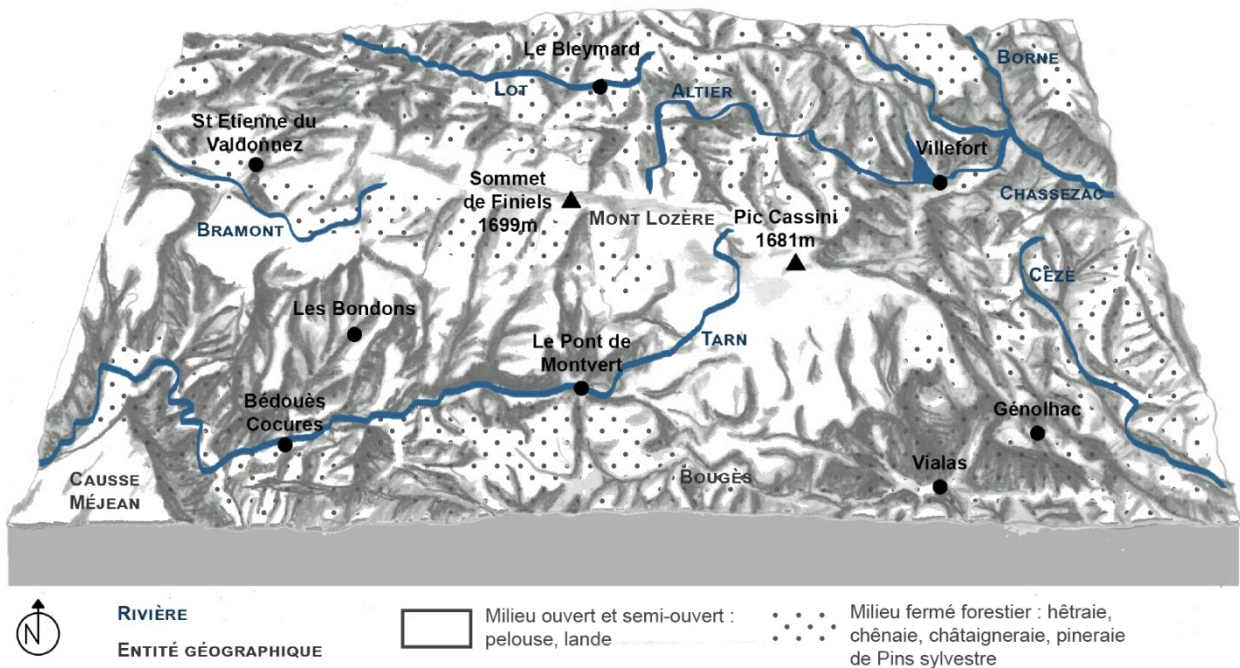 Le Bleymard
BORNE
LOT
ALTIER
St Etienne du
Valdonnez
Villefort
Sommet
de Finiels
1699m
CHASSEZAC
MONT LOZÈRE
Pic Cassini
1681m
BRAMONT
CÈZE
Les Bondons
TARN
Le Pont de
Montvert
Bédouès
Cocures
Génolhac
CAUSSE
MÉJEAN
BOUGÈS
Vialas
N
RIVIÈRE
ENTITÉ GÉOGRAPHIQUE
Milieu ouvert et semi-ouvert :
pelouse, lande
Milieu fermé forestier : hêtraie,
chênaie, châtaigneraie, pineraie
de Pins sylvestre